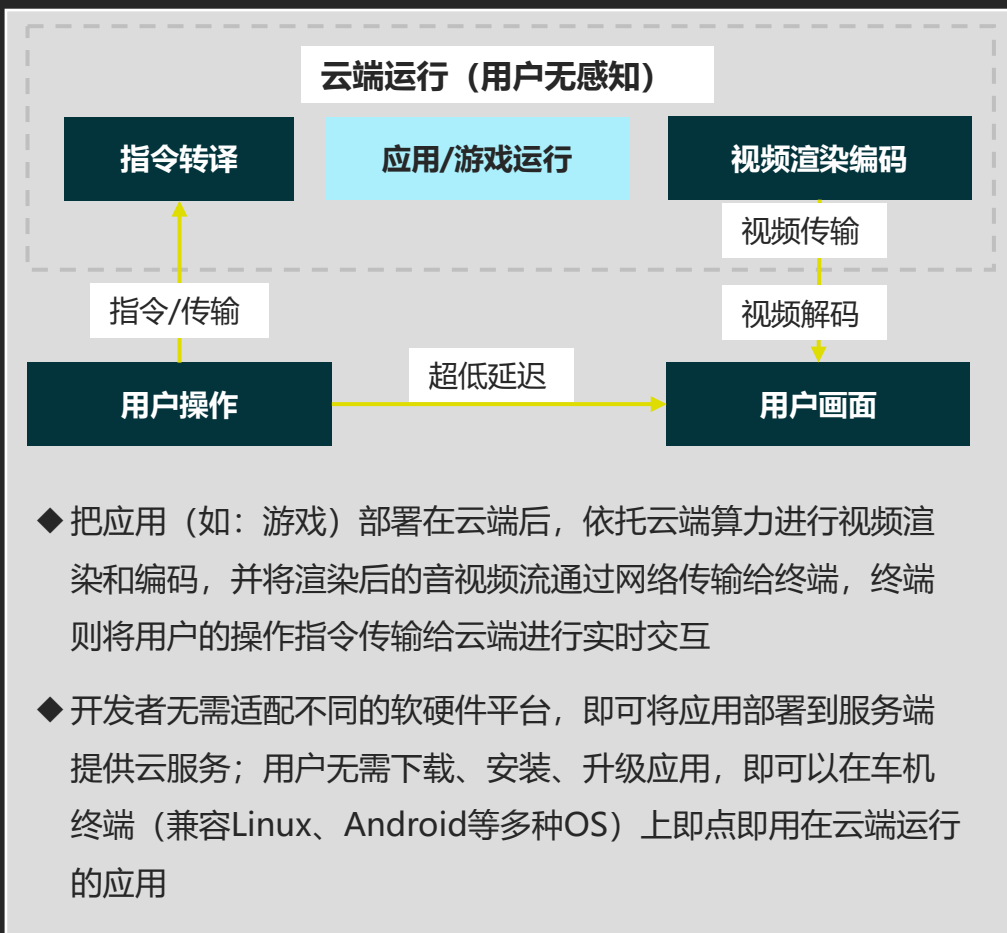 云端运行（用户无感知）
指令转译
应用/游戏运行
视频渲染编码
视频传输
指令/传输
视频解码
超低延迟
用户操作
用户画面
◆把应用（如：游戏）部署在云端后，依托云端算力进行视频渲
染和编码，并将渲染后的音视频流通过网络传输给终端，终端
则将用户的操作指令传输给云端进行实时交互
◆开发者无需适配不同的软硬件平台，即可将应用部署到服务端
提供云服务；用户无需下载、安装、升级应用，即可以在车机
终端（兼容Linux、Android等多种OS）上即点即用在云端运行
的应用